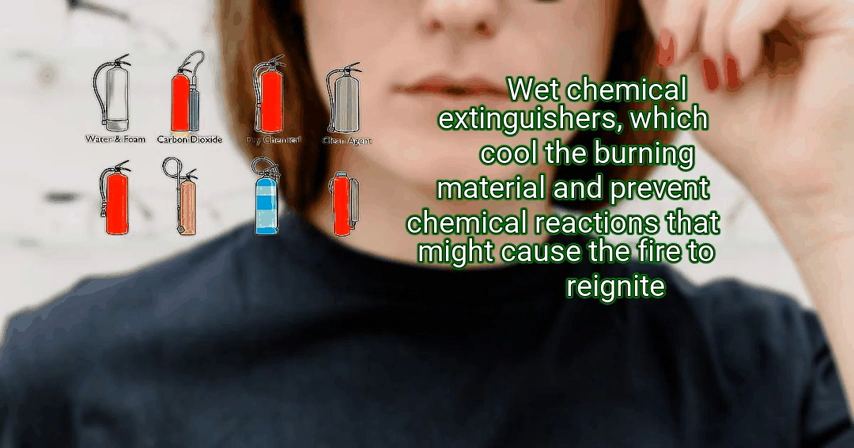 Water & Foam
Carbon Dioxide
Dry Chemical
Clean Agent
Wet chemical
extinguishers, which
cool the burning
material and prevent
chemical reactions that
might cause the fire to
reignite